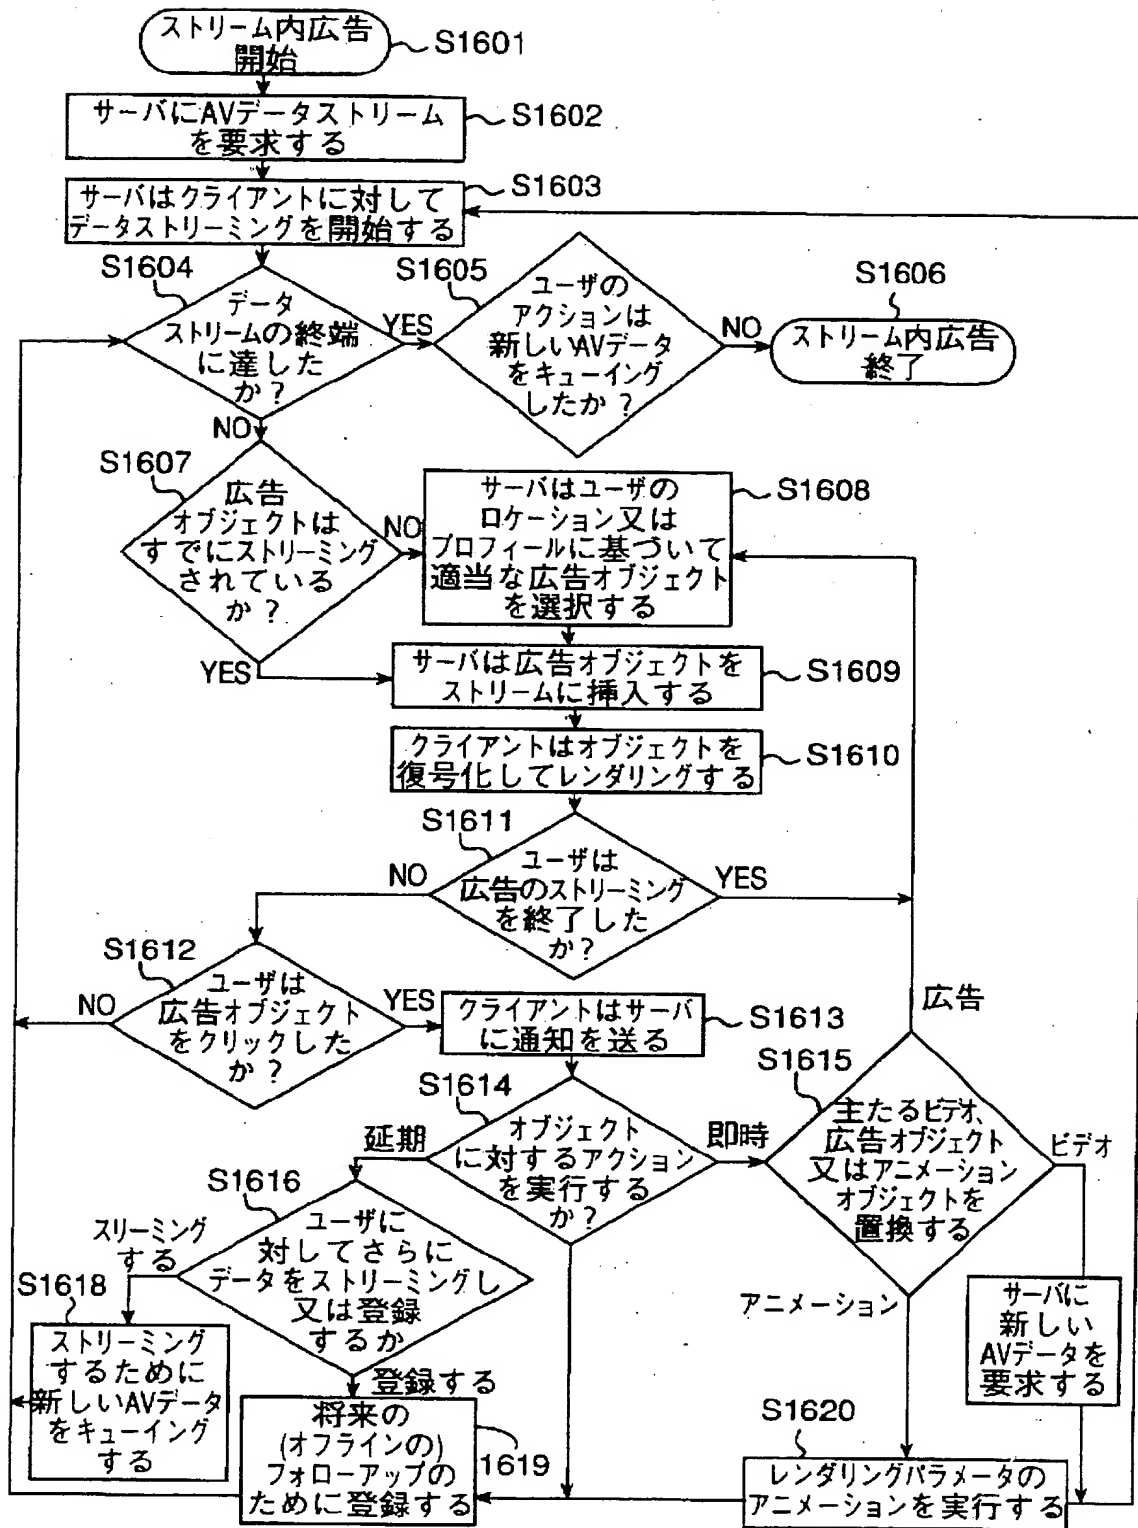 ストリーム内広告
開始
S1601
サーバにAVデータストリーム
を要求する
S1602
サーバはクライアントに対して
データストリーミングを開始する
S1603
S1604
データ
ストリームの終端
に達した
か？
YES
NO
S1605
ユーザの
アクションは
新しいAVデータ
をキューイング
したか？
NO
S1606
ストリーム内広告
終了
S1607
広告
オブジェクトは
すでにストリーミング
されている
か？
NO
YES
サーバはユーザの
ロケーション又は
プロフィールに基づいて
適当な広告オブジェクト
を選択する
S1608
サーバは広告オブジェクトを
ストリームに挿入する
S1609
クライアントはオブジェクトを
復号化してレンダリングする
S1610
S1611
ユーザは
広告のストリーミング
を終了した
か？
NO
YES
S1612
ユーザは
広告オブジェクト
をクリックした
か？
NO
YES
クライアントはサーバ
に通知を送る
S1613
S1614
オブジェクト
に対するアクション
を実行する
か？
延期
即時
S1615
主たるビデオ、
広告オブジェクト
又はアニメーション
オブジェクトを
置換する
広告
ビデオ
アニメーション
S1616
ユーザに
対してさらに
データをストリーミングし
又は登録
するか
スリーミング
する
登録する
S1618
ストリーミング
するために
新しいAVデータ
をキューイング
する
将来の
(オフラインの)
フォローアップの
ために登録する
1619
サーバに
新しい
AVデータを
要求する
S1620
レンダリングパラメータの
アニメーションを実行する